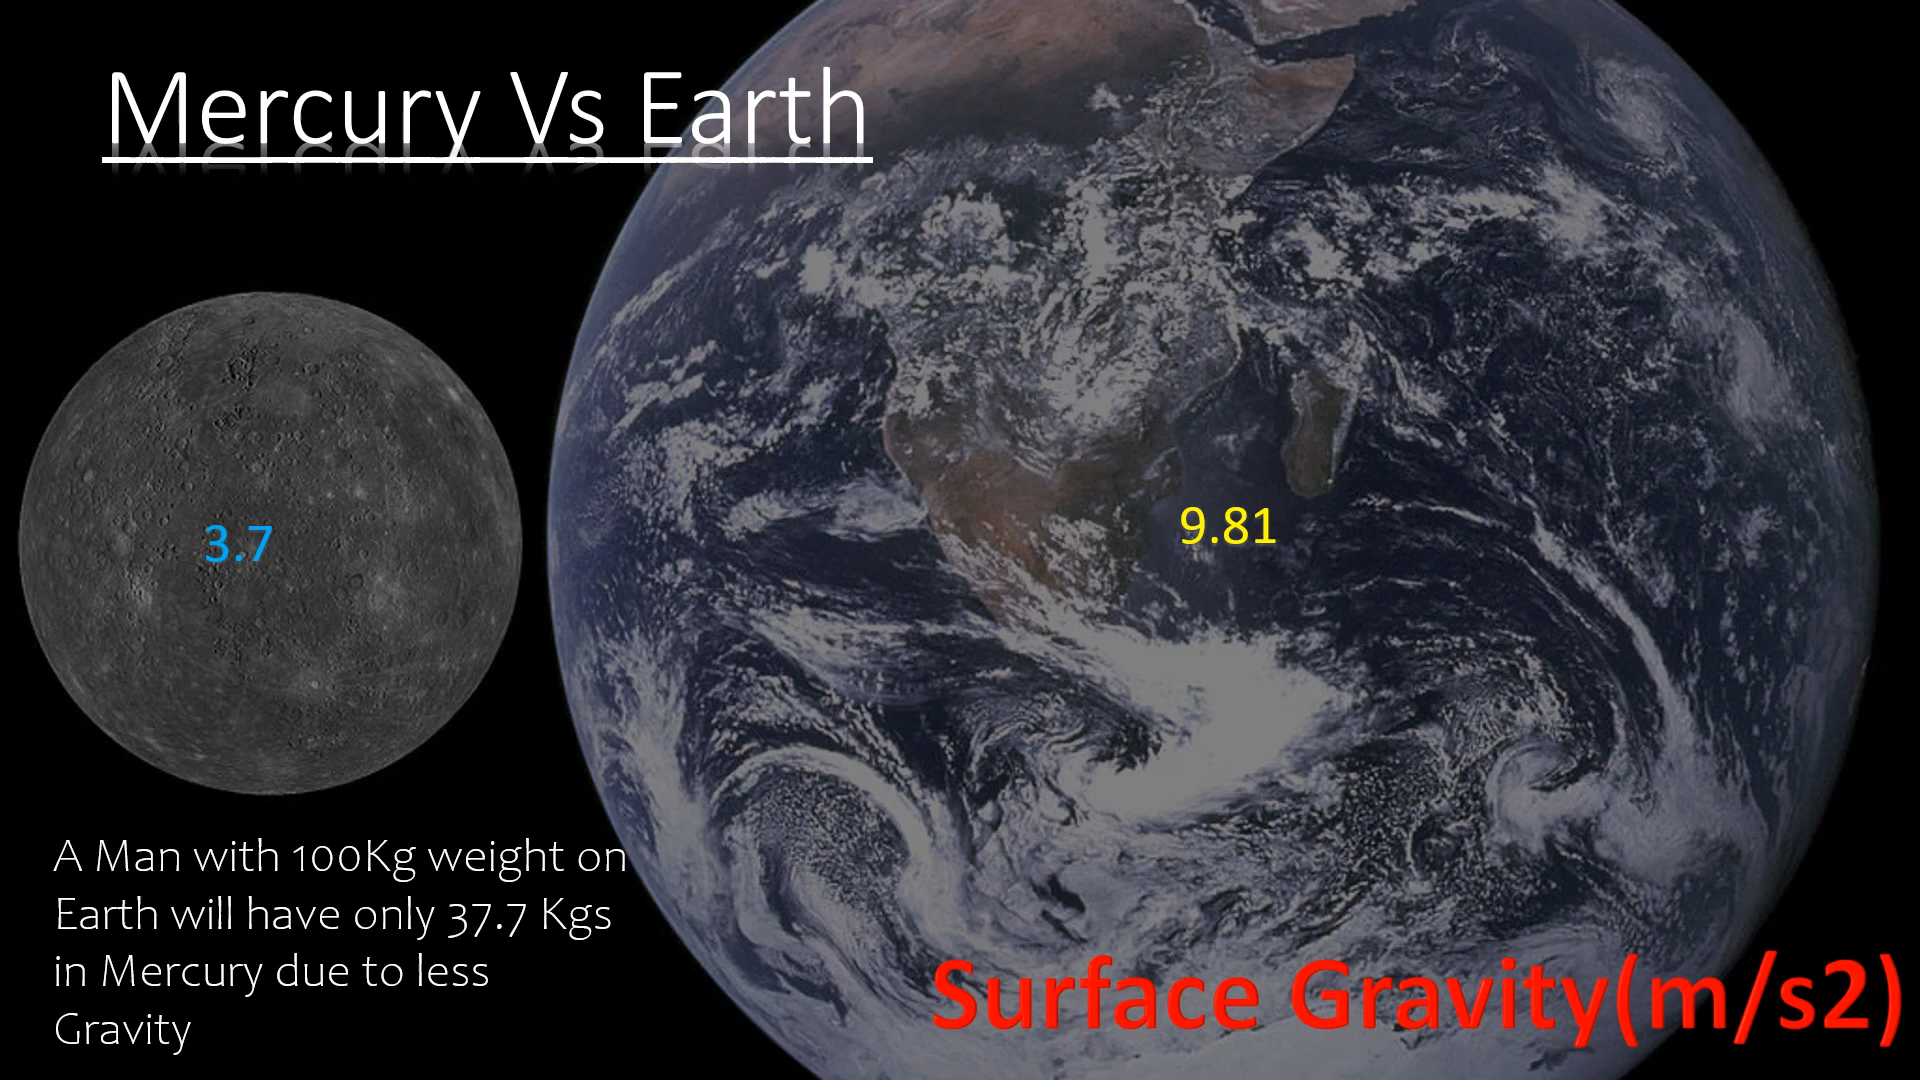 Mercury Vs Earth
3.7
9.81
A Man with 100Kg weight on
Earth will have only 37.7 Kgs
in Mercury due to less
Gravity
Surface Gravity(m/s2)